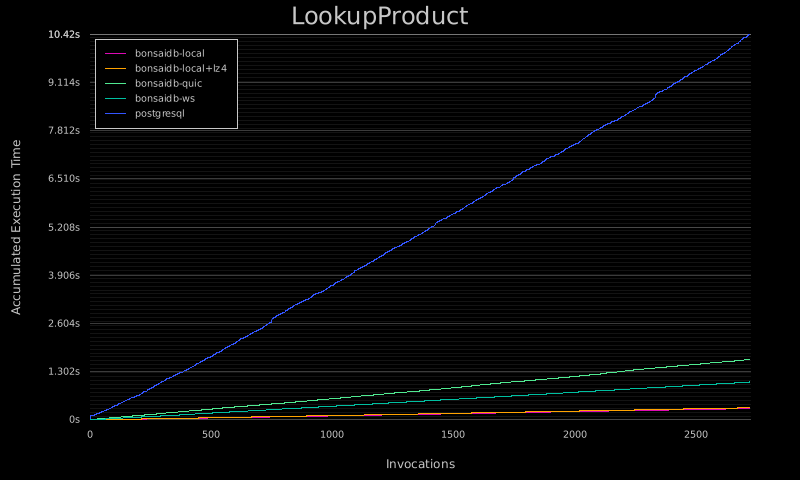 LookupProduct
10.42s
9.114s
7.812s
6.510s
5.208s
3.906s
2.604s
1.302s
0s
Accumulated Execution Time
bonsaidb-local
bonsaidb-local+lz4
bonsaidb-quic
bonsaidb-ws
postgresql
0 500 1000 1500 2000 2500
Invocations